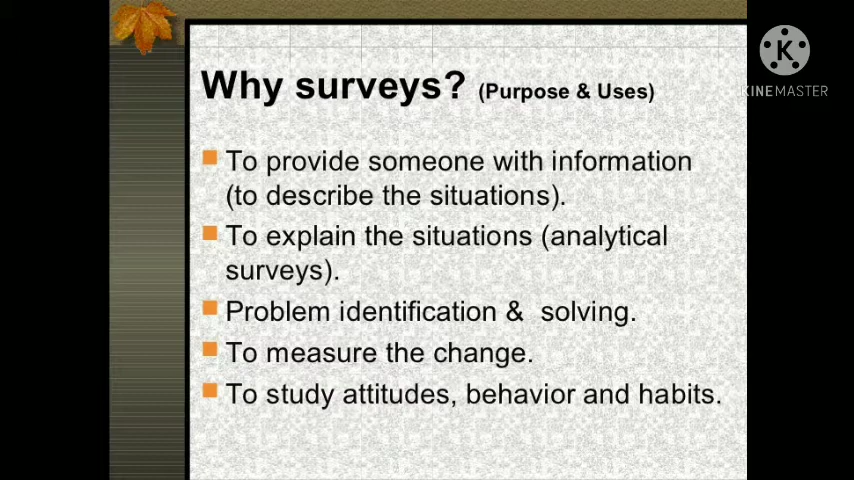 Why surveys? (Purpose & Uses)
To provide someone with information
(to describe the situations).
To explain the situations (analytical
surveys).
Problem identification &  solving.
To measure the change.
To study attitudes, behavior and habits.
K
KINEMASTER